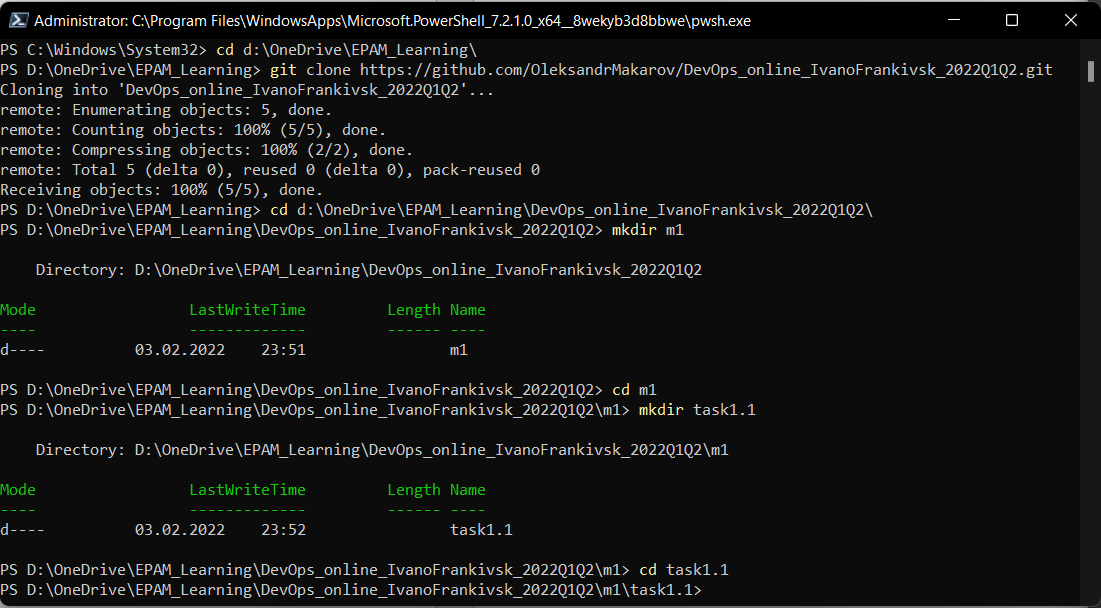 Administrator: C:\Program Files\WindowsApps\Microsoft.PowerShell_7.2.1.0_x64__8wekyb3d8bbwe\pwsh.exe
PS C:\Windows\System32> cd d:\OneDrive\EPAM_Learning\
PS D:\OneDrive\EPAM_Learning> git clone https://github.com/OleksandrMakarov/DevOps_online_IvanoFrankivsk_2022Q1Q2.git
Cloning into 'DevOps_online_IvanoFrankivsk_2022Q1Q2'...
remote: Enumerating objects: 5, done.
remote: Counting objects: 100% (5/5), done.
remote: Compressing objects: 100% (2/2), done.
remote: Total 5 (delta 0), reused 0 (delta 0), pack-reused 0
Receiving objects: 100% (5/5), done.
PS D:\OneDrive\EPAM_Learning> cd d:\OneDrive\EPAM_Learning\DevOps_online_IvanoFrankivsk_2022Q1Q2\
PS D:\OneDrive\EPAM_Learning\DevOps_online_IvanoFrankivsk_2022Q1Q2> mkdir m1
    Directory: D:\OneDrive\EPAM_Learning\DevOps_online_IvanoFrankivsk_2022Q1Q2
Mode                 LastWriteTime         Length Name
----                 -------------         ------ ----
d----          03.02.2022    23:51                m1
PS D:\OneDrive\EPAM_Learning\DevOps_online_IvanoFrankivsk_2022Q1Q2> cd m1
PS D:\OneDrive\EPAM_Learning\DevOps_online_IvanoFrankivsk_2022Q1Q2\m1> mkdir task1.1
    Directory: D:\OneDrive\EPAM_Learning\DevOps_online_IvanoFrankivsk_2022Q1Q2\m1
Mode                 LastWriteTime         Length Name
----                 -------------         ------ ----
d----          03.02.2022    23:52                task1.1
PS D:\OneDrive\EPAM_Learning\DevOps_online_IvanoFrankivsk_2022Q1Q2\m1> cd task1.1
PS D:\OneDrive\EPAM_Learning\DevOps_online_IvanoFrankivsk_2022Q1Q2\m1\task1.1>